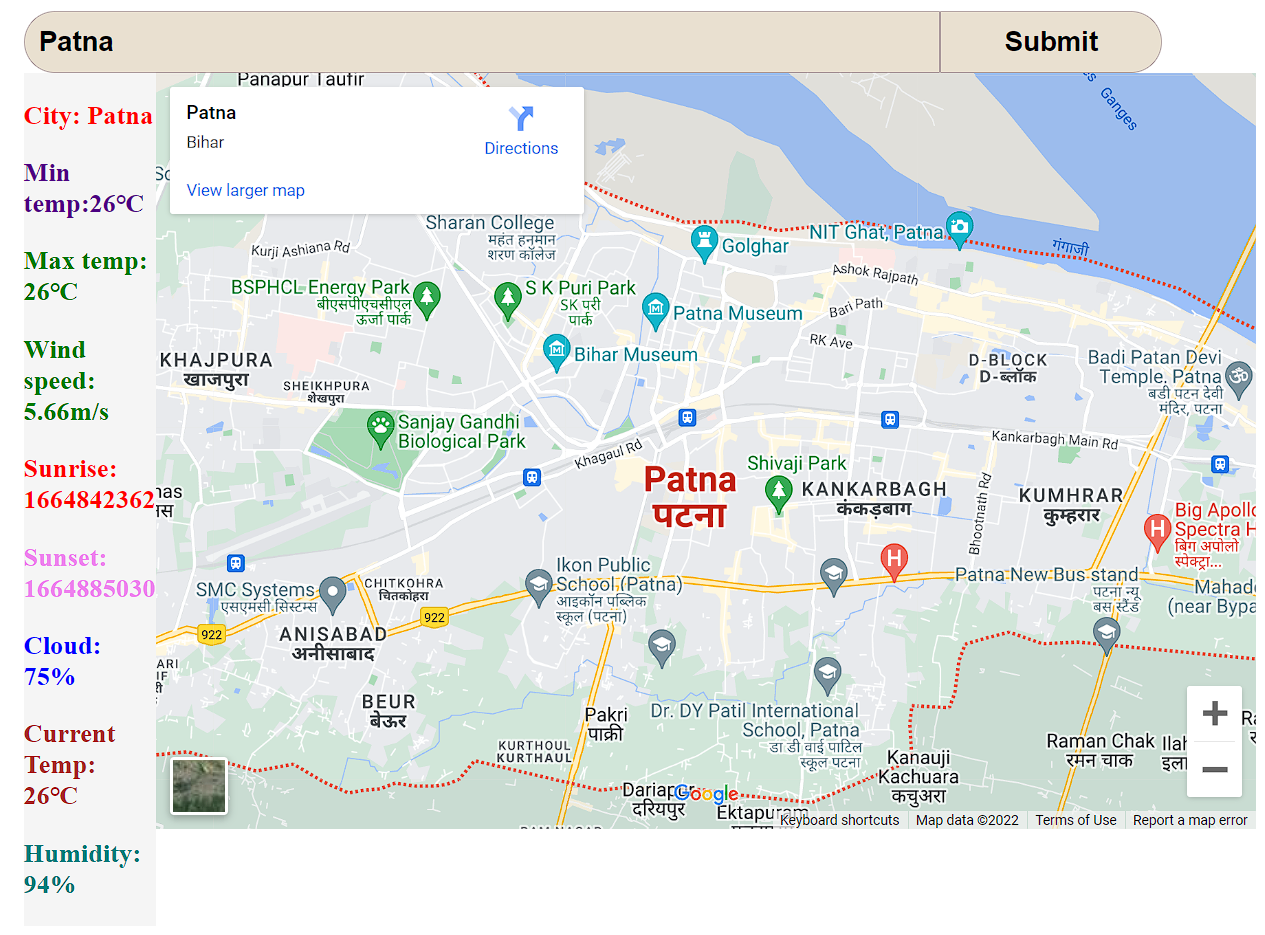 Patna
Submit
City: Patna
Min
temp:26℃
Max temp:
26℃
Wind
speed:
5.66m/s
Sunrise:
1664842362
Sunset:
1664885030
Cloud:
75%
Current
Temp:
26℃
Humidity:
94%
Panapur Taufir
Patna
Bihar
Directions
View larger map
Ganges
Sharan College
महंत हनमान
शरण कॉलेज
Kurji Ashiana Rd
Golghar
NIT Ghat, Patna
गंगाजी
Ashok Rajpath
BSPHCL Energy Park
बीएसपीएचसीएल
ऊर्जा पार्क
S K Puri Park
SK परी
पार्क
Bari Path
Patna Museum
RK Ave
Bihar Museum
KHAJPURA
खाजपुरा
SHEIKHPURA
शेखपुरा
D-BLOCK
D-ब्लॉक
Badi Patan Devi
Temple, Patna
बडी पटन देवी
मंदिर, पटना
Sanjay Gandhi
Biological Park
Khagaul Rd
Kankarbagh Main Rd
Patna
पटना
Shivaji Park
KANKARBAGH
कंकड़बाग
Bhootnath Rd
KUMHRAR
कुम्हरार
Big Apollo
Spectra H
बिग अपोलो
स्पेक्ट्रा...
Ikon Public
School (Patna)
आइकॉन पब्लिक
स्कूल (पटना)
SMC Systems
एसएमसी सिस्टम्स
CHITKOHRA
चितकोहरा
Patna New Bus stand
पटना न्यू
बस स्टैंड
Mahad
(near Bypa
922
922
ANISABAD
अनीसाबाद
BEUR
बेऊर
Pakri
पाक्री
Dr. DY Patil International
School, Patna
डा डी वाई पाटिल
स्कूल पटना
KURTHOUL
KURTHAUL
Kanauji
Kachuara
कचुअरा
Raman Chak
रमन चाक
Dariapur
दरियपुर
Google
Ektapuram
Keyboard shortcuts
Map data ©2022
Terms of Use
Report a map error